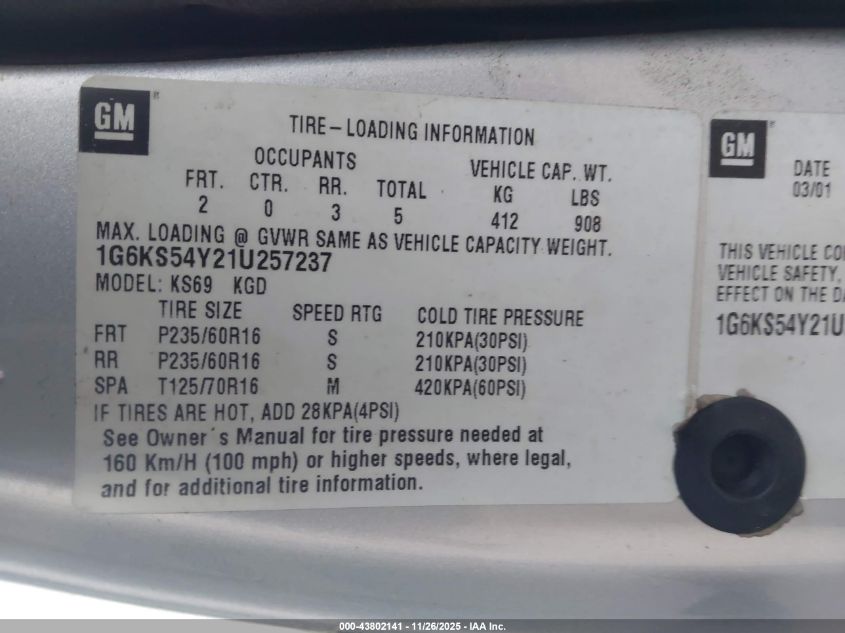 GM
TIRE-LOADING INFORMATION
OCCUPANTS VEHICLE CAP. WT.
FRT. CTR. RR. TOTAL KG LBS
2 0 3 5 412 908
MAX. LOADING @ GVWR SAME AS VEHICLE CAPACITY WEIGHT.
1G6KS54Y21U257237
MODEL: KS69 KGD
TIRE SIZE SPEED RTG COLD TIRE PRESSURE
FRT P235/60R16 S 210KPA(30PSI)
RR P235/60R16 S 210KPA(30PSI)
SPA T125/70R16 M 420KPA(60PSI)
IF TIRES ARE HOT, ADD 28KPA(4PSI)
See Owner's Manual for tire pressure needed at
160 Km/H (100 mph) or higher speeds, where legal,
and for additional tire information.
GM
DATE
03/01
THIS VEHICLE CO
VEHICLE SAFETY,
EFFECT ON THE D
1G6KS54Y21U
000-43802141 - 11/26/2025 - IAA Inc.